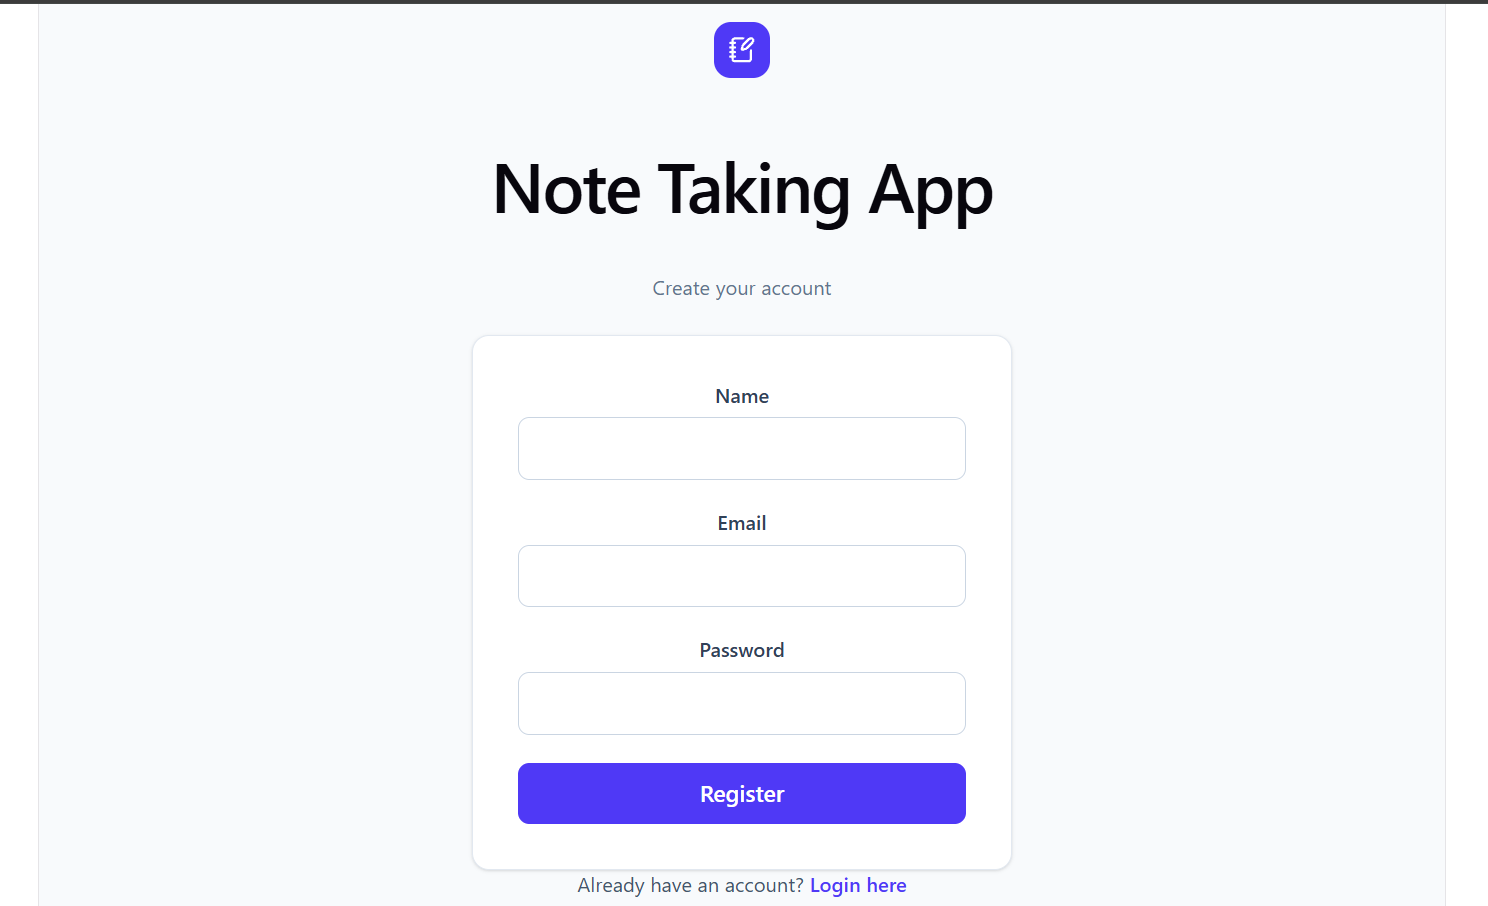 Note Taking App
Create your account
Name
Email
Password
Register
Already have an account? Login here